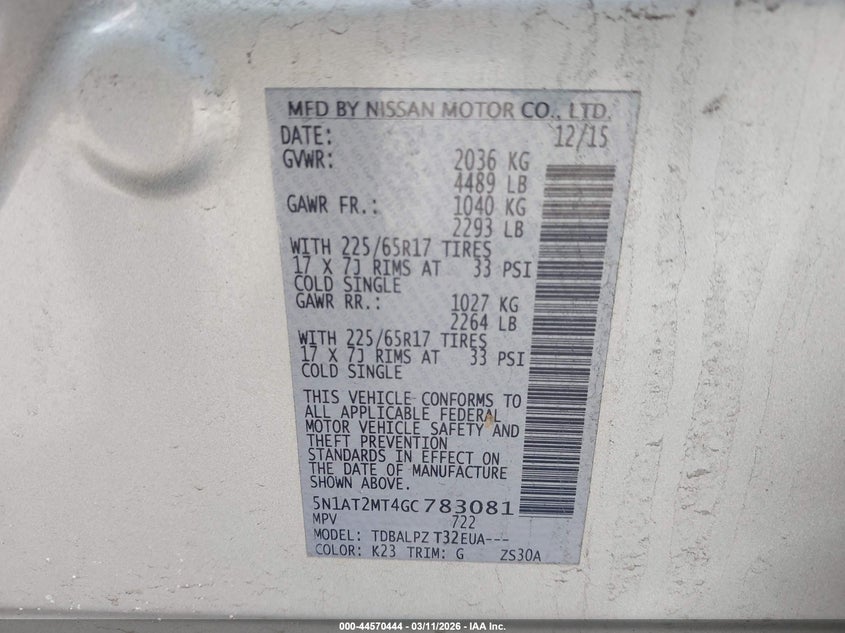 MFD BY NISSAN MOTOR CO., LTD.
DATE: 12/15
GVWR: 2036 KG
4489 LB
GAWR FR.: 1040 KG
2293 LB
WITH 225/65R17 TIRES
17 X 7J RIMS AT 33 PSI
COLD SINGLE
GAWR RR.: 1027 KG
2264 LB
WITH 225/65R17 TIRES
17 X 7J RIMS AT 33 PSI
COLD SINGLE
THIS VEHICLE CONFORMS TO
ALL APPLICABLE FEDERAL
MOTOR VEHICLE SAFETY AND
THEFT PREVENTION
STANDARDS IN EFFECT ON
THE DATE OF MANUFACTURE
SHOWN ABOVE.
5N1AT2MT4GC783081
MPV 722
MODEL: TDBALPZ T32EUA---
COLOR: K23 TRIM: G ZS30A
000-44570444 - 03/11/2026 - IAA Inc.